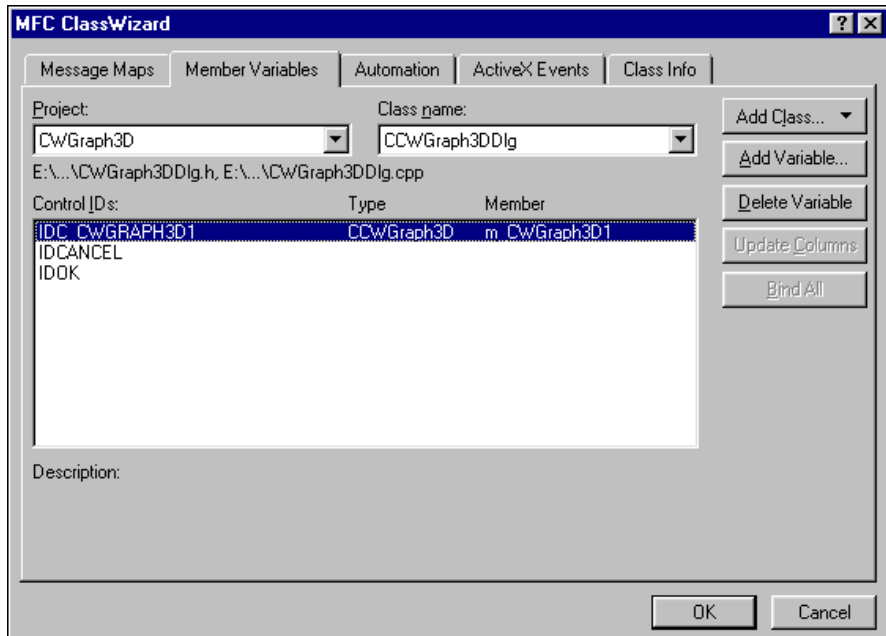 MFC ClassWizard
Message Maps Member Variables Automation ActiveX Events Class Info
Project: Class name:
CWGraph3D CCWGraph3DDlg
E:\...\CWGraph3DDlg.h, E:\...\CWGraph3DDlg.cpp
Control IDs: Type Member
IDC_CWGRAPH3D1 CCWGraph3D m_CWGraph3D1
IDCANCEL
IDOK
Add Class...
Add Variable...
Delete Variable
Update Columns
Bind All
Description:
OK Cancel